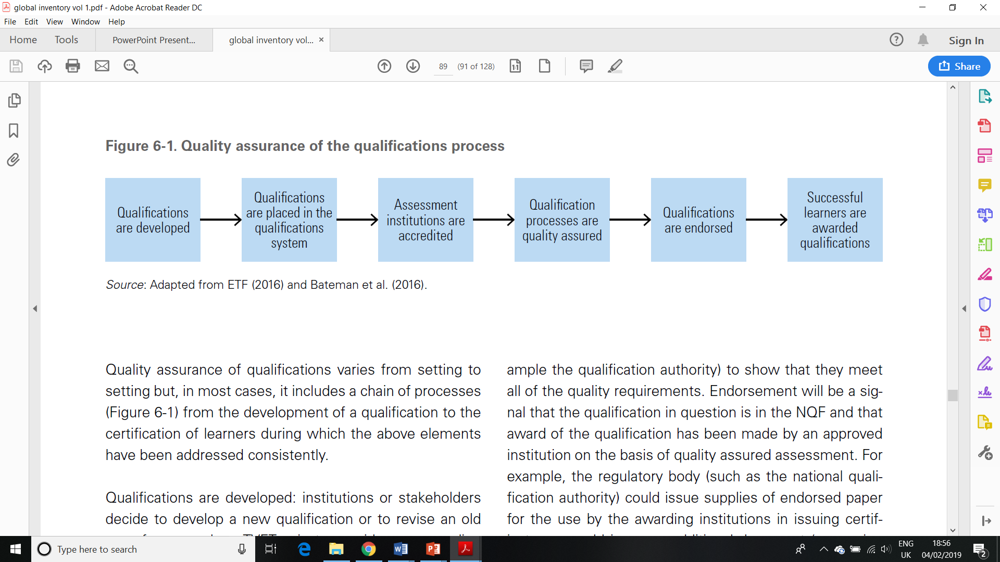 global inventory vol 1.pdf - Adobe Acrobat Reader DC
File Edit View Window Help
Home Tools PowerPoint Present... global inventory vol... × Sign In
89 (91 of 128) 1:1 Share
Figure 6-1. Quality assurance of the qualifications process
Qualifications
are developed
Qualifications
are placed in the
qualifications
system
Assessment
institutions are
accredited
Qualification
processes are
quality assured
Qualifications
are endorsed
Successful
learners are
awarded
qualifications
Source: Adapted from ETF (2016) and Bateman et al. (2016).
Quality assurance of qualifications varies from setting to
setting but, in most cases, it includes a chain of processes
(Figure 6-1) from the development of a qualification to the
certification of learners during which the above elements
have been addressed consistently.
Qualifications are developed: institutions or stakeholders
decide to develop a new qualification or to revise an old
ample the qualification authority) to show that they meet
all of the quality requirements. Endorsement will be a sig-
nal that the qualification in question is in the NQF and that
award of the qualification has been made by an approved
institution on the basis of quality assured assessment. For
example, the regulatory body (such as the national quali-
fication authority) could issue supplies of endorsed paper
for the use by the awarding institutions in issuing certif-
Type here to search
ENG
UK
18:56
04/02/2019
2